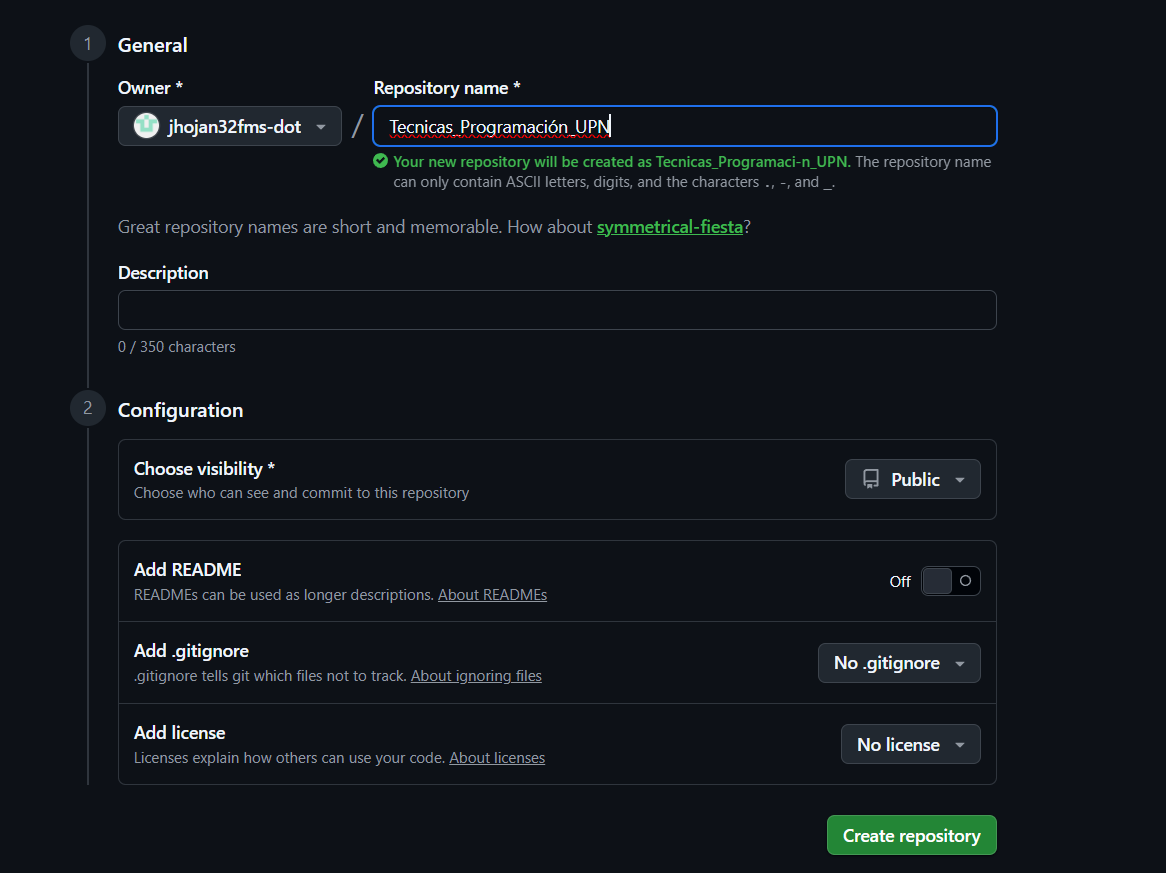 1
General
Owner *
Repository name *
jhojan32fms-dot
/
Tecnicas_Programación_UPN
Your new repository will be created as Tecnicas_Programaci-n_UPN. The repository name
can only contain ASCII letters, digits, and the characters ., -, and _.
Great repository names are short and memorable. How about symmetrical-fiesta?
Description
0 / 350 characters
2
Configuration
Choose visibility *
Choose who can see and commit to this repository
Public
Add README
READMEs can be used as longer descriptions. About READMEs
Off
Add .gitignore
.gitignore tells git which files not to track. About ignoring files
No .gitignore
Add license
Licenses explain how others can use your code. About licenses
No license
Create repository